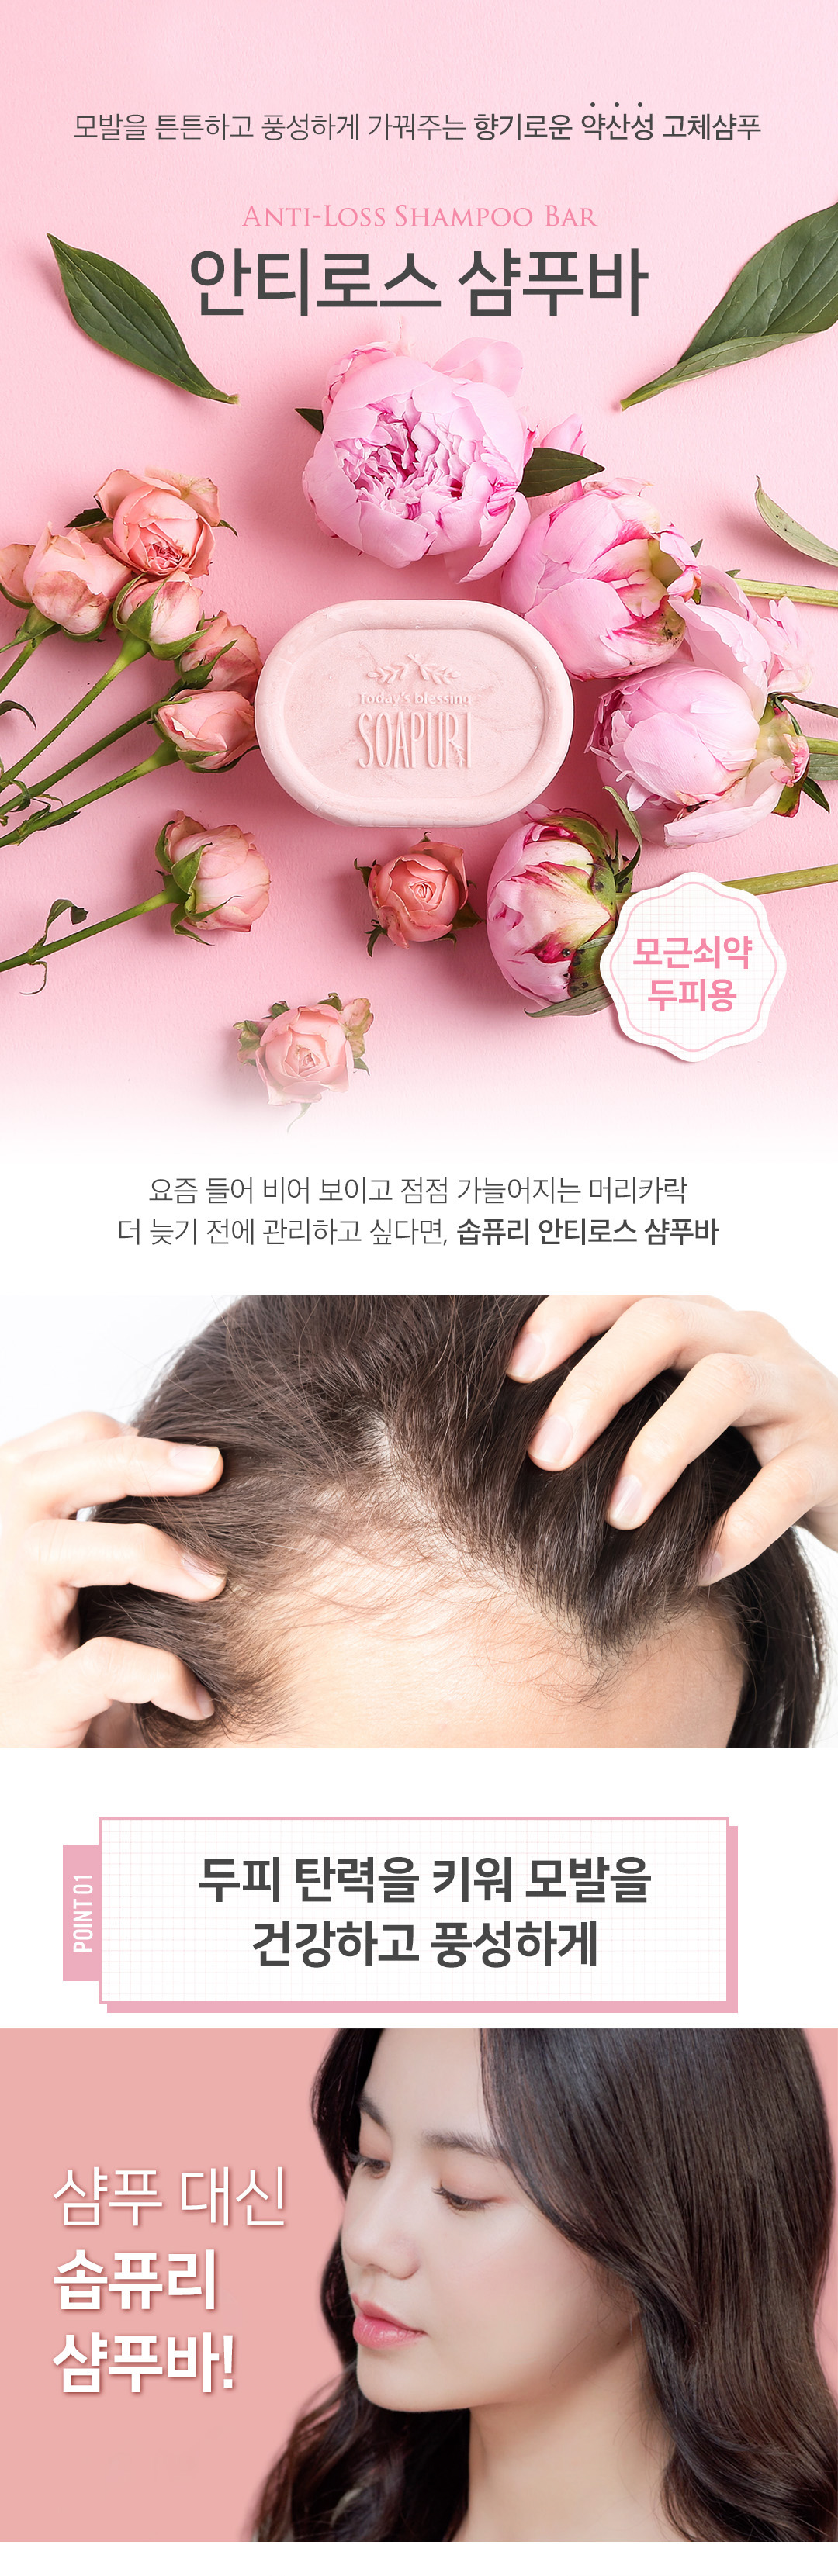 모발을 튼튼하고 풍성하게 가꿔주는 향기로운 약산성 고체샴푸
ANTI-LOSS SHAMPOO BAR
안티로스 샴푸바
Today's blessing
SOAPURI
모근쇠약
두피용
요즘 들어 비어 보이고 점점 가늘어지는 머리카락
더 늦기 전에 관리하고 싶다면, 솝퓨리 안티로스 샴푸바
POINT 01
두피 탄력을 키워 모발을
건강하고 풍성하게
샴푸 대신
솝퓨리
샴푸바!